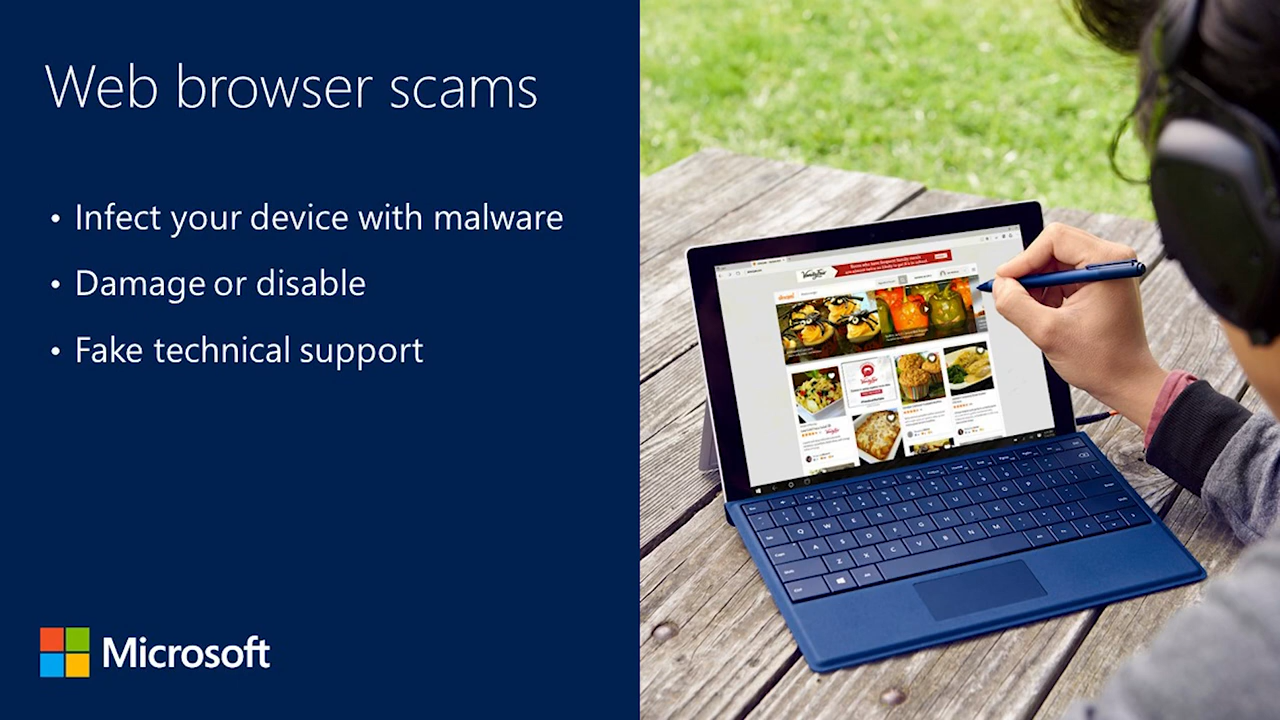 Web browser scams
• Infect your device with malware
• Damage or disable
• Fake technical support
Microsoft